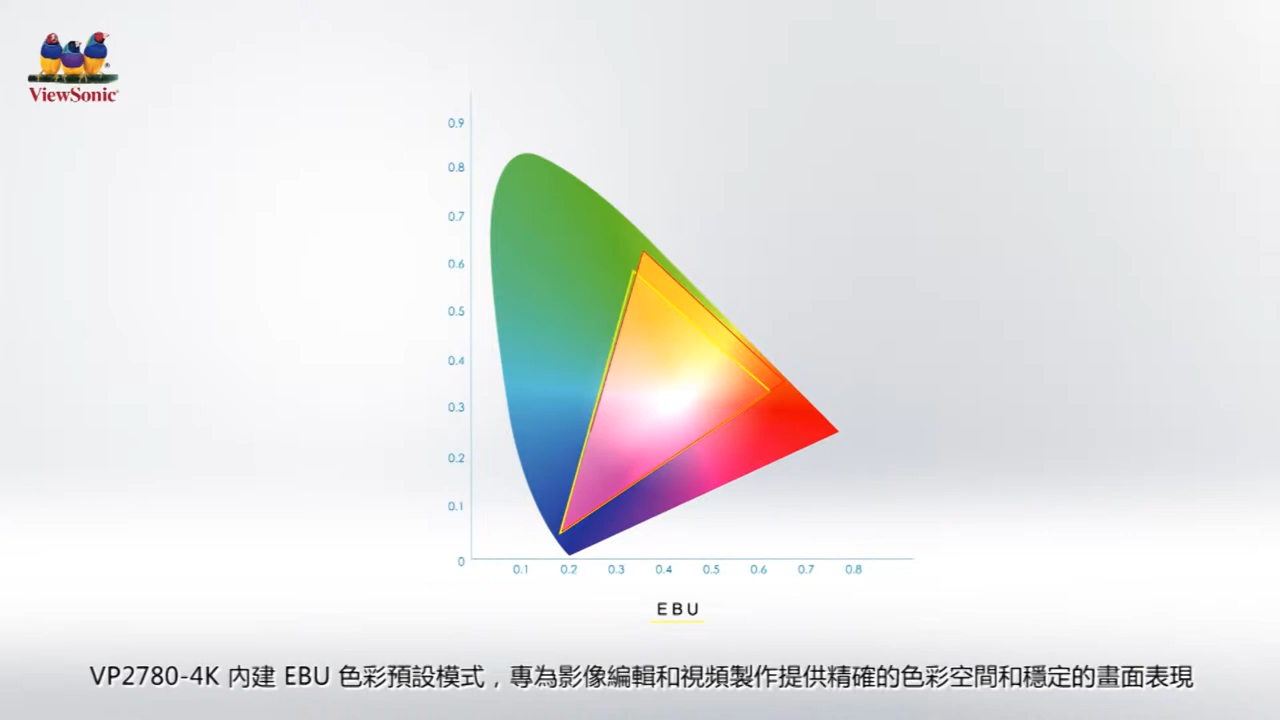 ViewSonic
0.9
0.8
0.7
0.6
0.5
0.4
0.3
0.2
0.1
0
0.1 0.2 0.3 0.4 0.5 0.6 0.7 0.8
EBU
VP2780-4K 內建 EBU 色彩預設模式，專為影像編輯和視頻製作提供精確的色彩空間和穩定的畫面表現